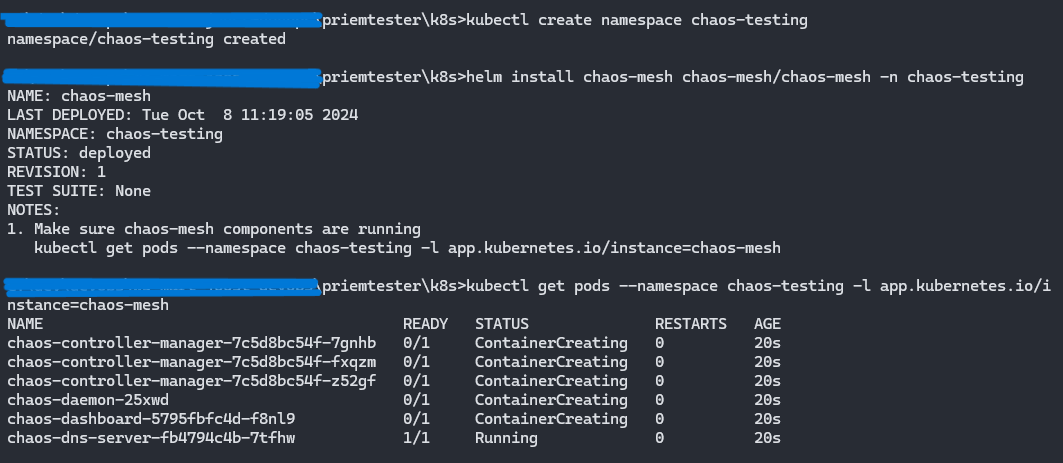 priemtester\k8s>kubectl create namespace chaos-testing
namespace/chaos-testing created
priemtester\k8s>helm install chaos-mesh chaos-mesh/chaos-mesh -n chaos-testing
NAME: chaos-mesh
LAST DEPLOYED: Tue Oct  8 11:19:05 2024
NAMESPACE: chaos-testing
STATUS: deployed
REVISION: 1
TEST SUITE: None
NOTES:
1. Make sure chaos-mesh components are running
   kubectl get pods --namespace chaos-testing -l app.kubernetes.io/instance=chaos-mesh
\priemtester\k8s>kubectl get pods --namespace chaos-testing -l app.kubernetes.io/i
nstance=chaos-mesh
NAME                                        READY   STATUS              RESTARTS   AGE
chaos-controller-manager-7c5d8bc54f-7gnhb   0/1     ContainerCreating   0          20s
chaos-controller-manager-7c5d8bc54f-fxqzm   0/1     ContainerCreating   0          20s
chaos-controller-manager-7c5d8bc54f-z52gf   0/1     ContainerCreating   0          20s
chaos-daemon-25xwd                          0/1     ContainerCreating   0          20s
chaos-dashboard-5795fbfc4d-f8nl9            0/1     ContainerCreating   0          20s
chaos-dns-server-fb4794c4b-7tfhw            1/1     Running             0          20s